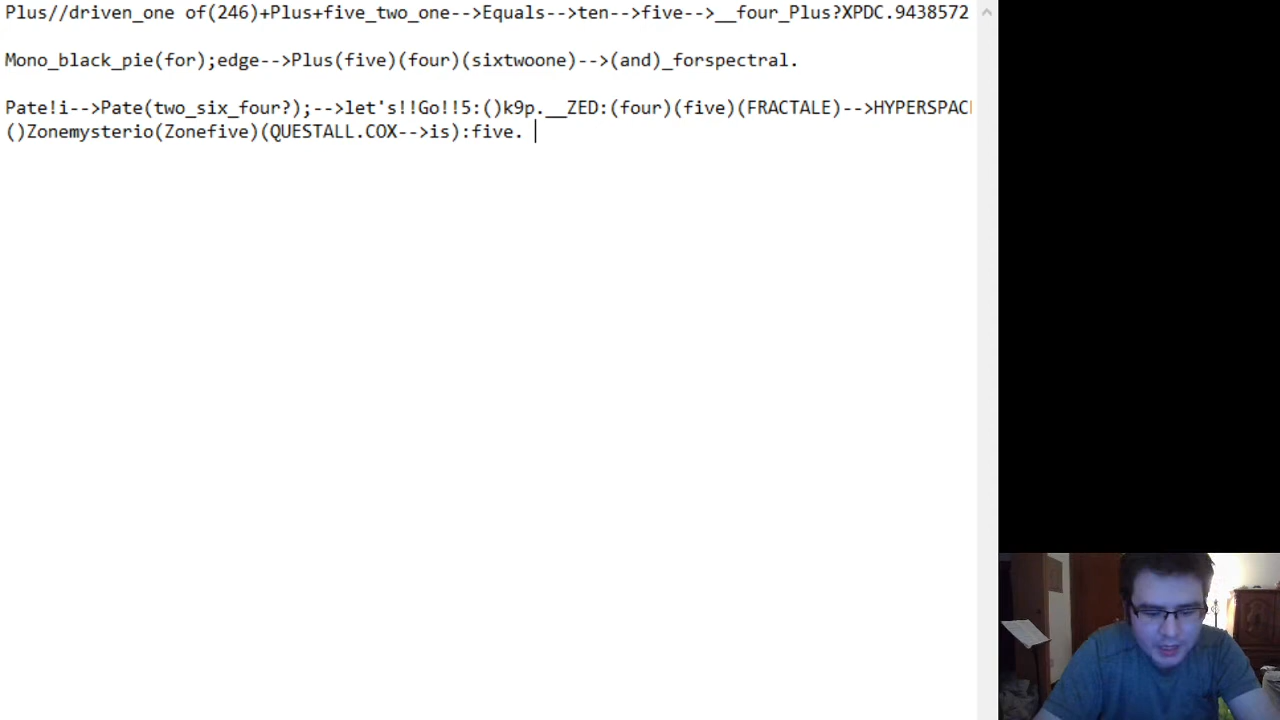 Plus//driven_one of(246)+Plus+five_two_one-->Equals-->ten-->five-->__four_Plus?XPDC.9438572
Mono_black_pie(for);edge-->Plus(five)(four)(sixtwoone)-->(and)_forspectral.
Pate!i-->Pate(two_six_four?);-->let's!!Go!!5:()k9p.__ZED:(four)(five)(FRACTALE)-->HYPERSPAC
()Zonemysterio(Zonefive)(QUESTALL.COX-->is):five.